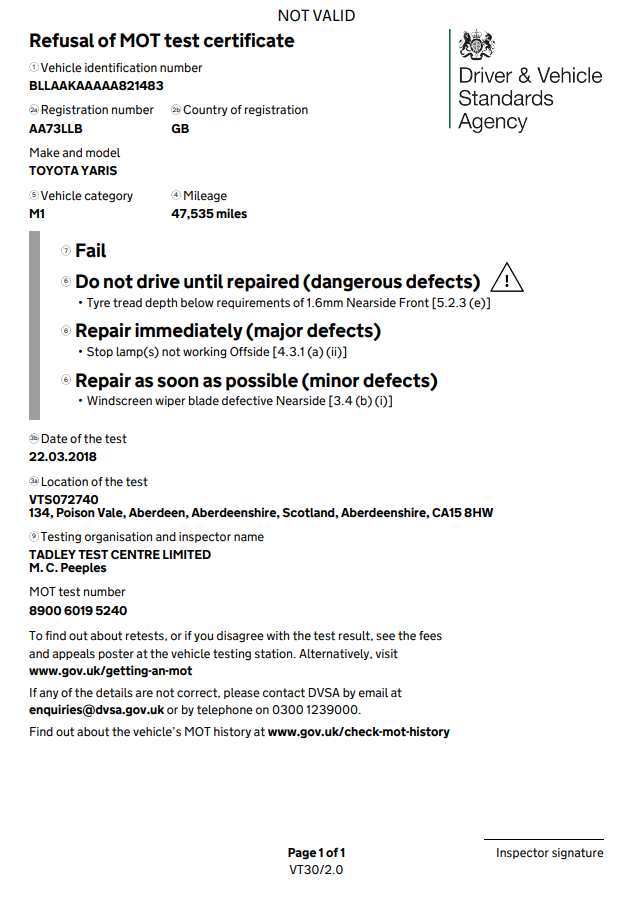 NOT VALID
Refusal of MOT test certificate
Driver & Vehicle
Standards
Agency
1 Vehicle identification number
BLLAAKAAAAA821483
2a Registration number 2b Country of registration
AA73LLB GB
Make and model
TOYOTA YARIS
5 Vehicle category 4 Mileage
M1 47,535 miles
7 Fail
6 Do not drive until repaired (dangerous defects) !
• Tyre tread depth below requirements of 1.6mm Nearside Front [5.2.3 (e)]
6 Repair immediately (major defects)
• Stop lamp(s) not working Offside [4.3.1 (a) (ii)]
6 Repair as soon as possible (minor defects)
• Windscreen wiper blade defective Nearside [3.4 (b) (i)]
3b Date of the test
22.03.2018
3a Location of the test
VTS072740
134, Poison Vale, Aberdeen, Aberdeenshire, Scotland, Aberdeenshire, CA15 8HW
9 Testing organisation and inspector name
TADLEY TEST CENTRE LIMITED
M. C. Peeples
MOT test number
8900 6019 5240
To find out about retests, or if you disagree with the test result, see the fees
and appeals poster at the vehicle testing station. Alternatively, visit
www.gov.uk/getting-an-mot
If any of the details are not correct, please contact DVSA by email at
enquiries@dvsa.gov.uk or by telephone on 0300 1239000.
Find out about the vehicle's MOT history at www.gov.uk/check-mot-history
Page 1 of 1
VT30/2.0
Inspector signature